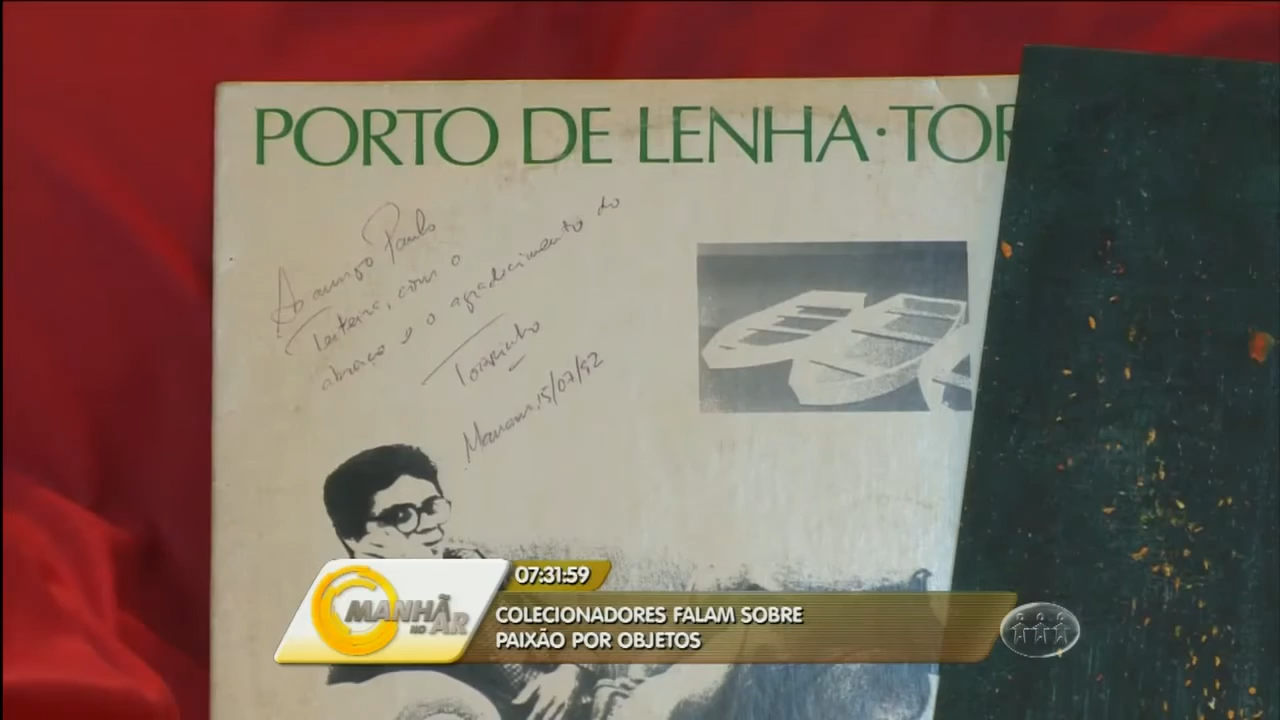 PORTO DE LENHA · TOR
Ao amigo Paulo
Teixeira, com o
abraço e o agradecimento do
Torrinho
Manaus, 15/07/92
07:31:59
MANHÃ
NO AR
COLECIONADORES FALAM SOBRE
PAIXÃO POR OBJETOS